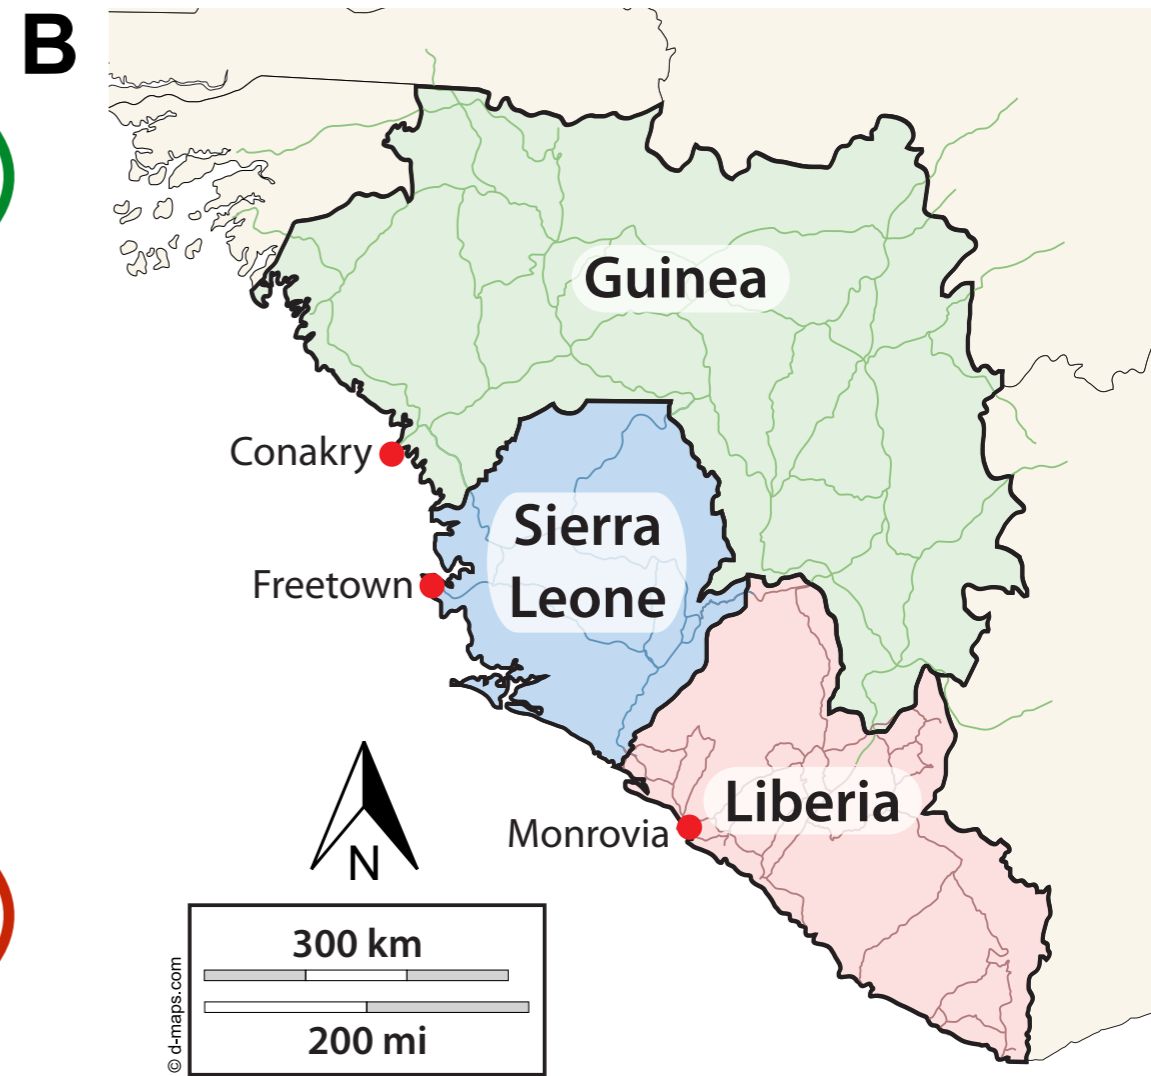 B
Guinea
Conakry
Sierra
Leone
Freetown
Liberia
Monrovia
N
300 km
200 mi
© d-maps.com